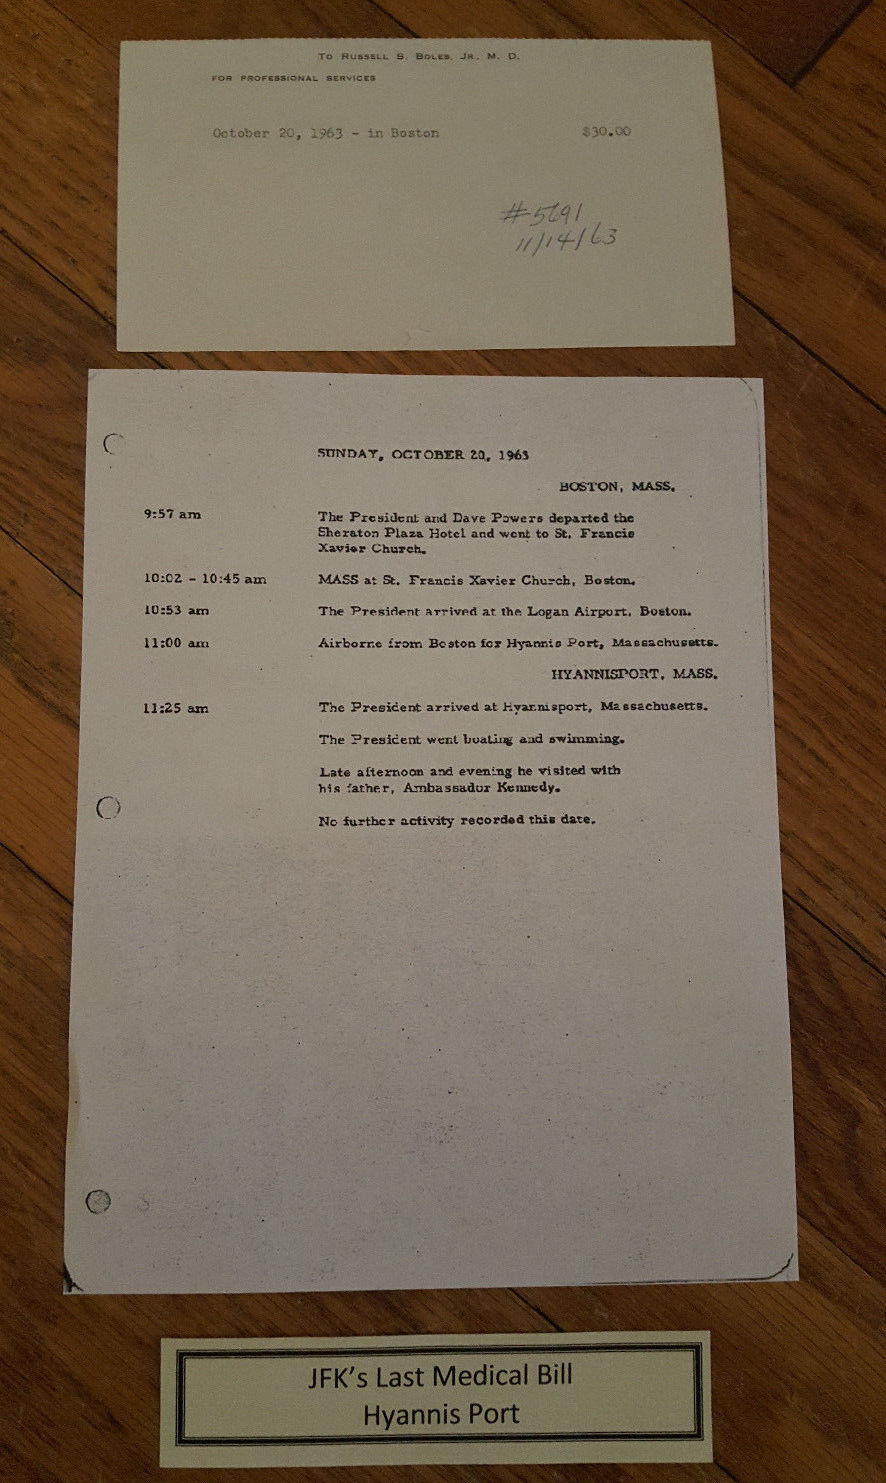 To Russell S. Boles, Jr., M. D.
FOR PROFESSIONAL SERVICES
October 20, 1963 - in Boston $30.00
#5691
11/14/63
SUNDAY, OCTOBER 20, 1963
BOSTON, MASS.
9:57 am The President and Dave Powers departed the
Sheraton Plaza Hotel and went to St. Francis
Xavier Church.
10:02 - 10:45 am MASS at St. Francis Xavier Church, Boston.
10:53 am The President arrived at the Logan Airport, Boston.
11:00 am Airborne from Boston for Hyannis Port, Massachusetts.
HYANNISPORT, MASS.
11:25 am The President arrived at Hyannisport, Massachusetts.
The President went boating and swimming.
Late afternoon and evening he visited with
his father, Ambassador Kennedy.
No further activity recorded this date.
JFK's Last Medical Bill
Hyannis Port